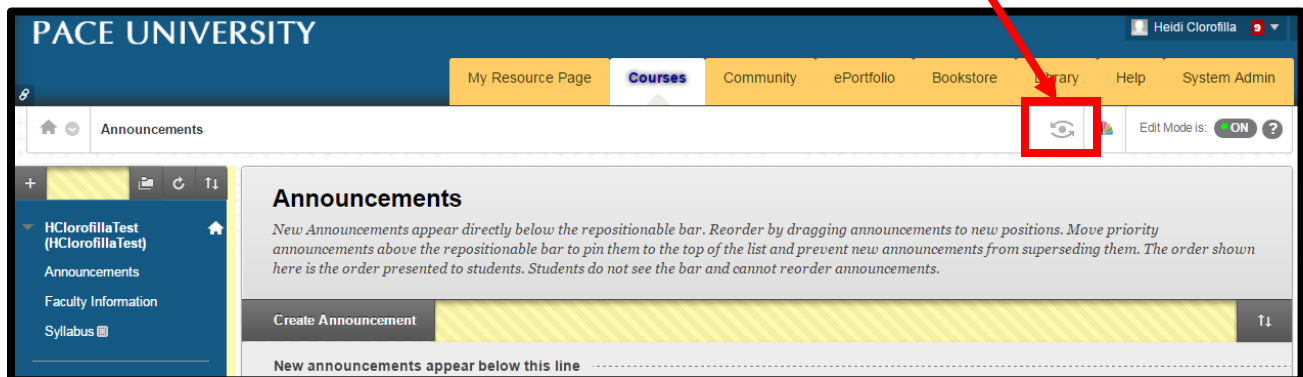 PACE UNIVERSITY
Heidi Clorofilla 9
My Resource Page Courses Community ePortfolio Bookstore Library Help System Admin
Announcements
Edit Mode is: ON ?
HClorofillaTest
(HClorofillaTest)
Announcements
Faculty Information
Syllabus
Announcements
New Announcements appear directly below the repositionable bar. Reorder by dragging announcements to new positions. Move priority
announcements above the repositionable bar to pin them to the top of the list and prevent new announcements from superseding them. The order shown
here is the order presented to students. Students do not see the bar and cannot reorder announcements.
Create Announcement
New announcements appear below this line